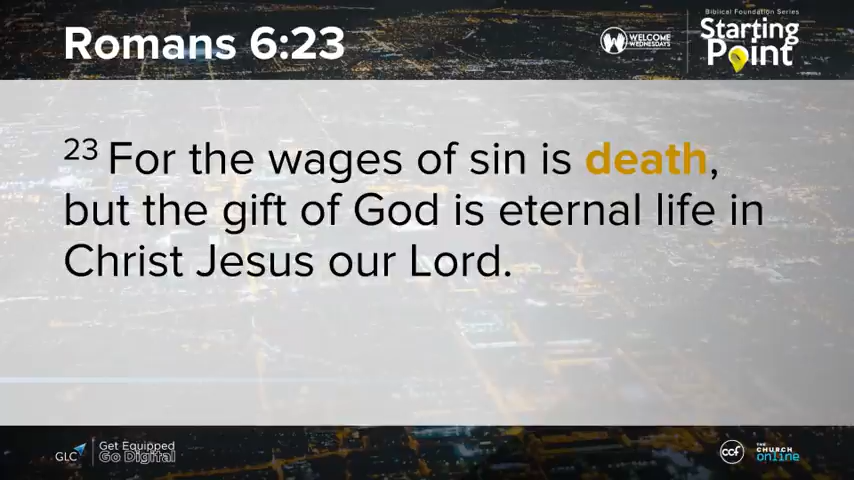 Romans 6:23
WELCOME
WEDNESDAYS
Biblical Foundation Series
Starting
Point
23 For the wages of sin is death,
but the gift of God is eternal life in
Christ Jesus our Lord.
GLC
Get Equipped
Go Digital
ccf
THE
CHURCH
online